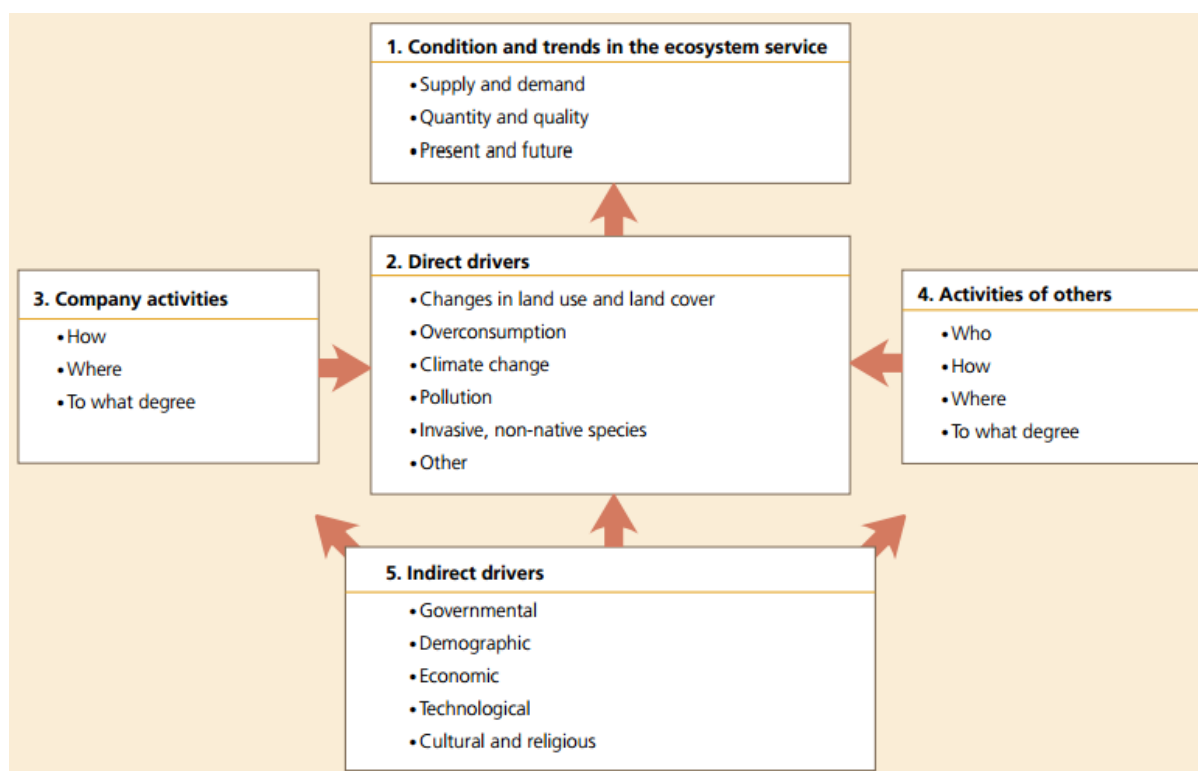 1. Condition and trends in the ecosystem service
•Supply and demand
•Quantity and quality
•Present and future
2. Direct drivers
•Changes in land use and land cover
•Overconsumption
•Climate change
•Pollution
•Invasive, non-native species
•Other
3. Company activities
•How
•Where
•To what degree
4. Activities of others
•Who
•How
•Where
•To what degree
5. Indirect drivers
•Governmental
•Demographic
•Economic
•Technological
•Cultural and religious